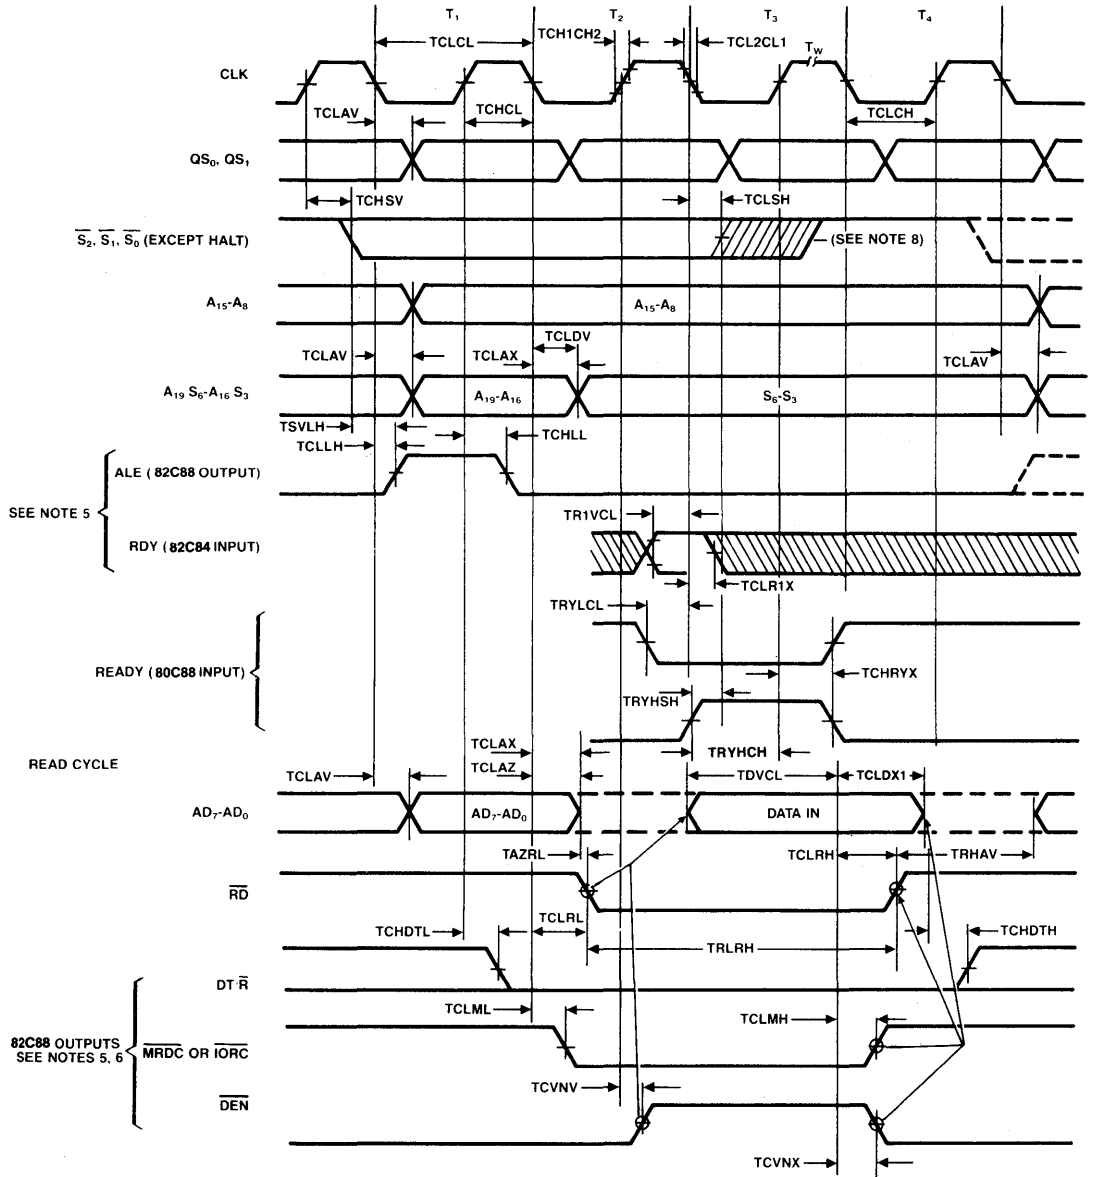 T1 T2 T3 T4
TCLCL TCH1CH2 TCL2CL1 TW
CLK
TCLAV TCHCL TCLCH
QS0, QS1
TCHSV TCLSH
S2, S1, S0 (EXCEPT HALT) (SEE NOTE 8)
A15-A8 A15-A8
TCLDV
TCLAV TCLAX TCLAV
A19 S6-A16 S3 A19-A16 S6-S3
TSVLH TCHLL
TCLLH
ALE (82C88 OUTPUT)
SEE NOTE 5
TR1VCL
RDY (82C84 INPUT)
TCLR1X
TRYLCL
READY (80C88 INPUT) TCHRYX
TRYHSH
TCLAX TRYHCH
READ CYCLE TCLAV TCLAZ TDVCL TCLDX1
AD7-AD0 AD7-AD0 DATA IN
TAZRL TCLRH TRHAV
RD
TCHDTL TCLRL TCHDTH
TRLRH
DT R
TCLML TCLMH
82C88 OUTPUTS
SEE NOTES 5, 6
MRDC OR IORC
TCVNV
DEN
TCVNX